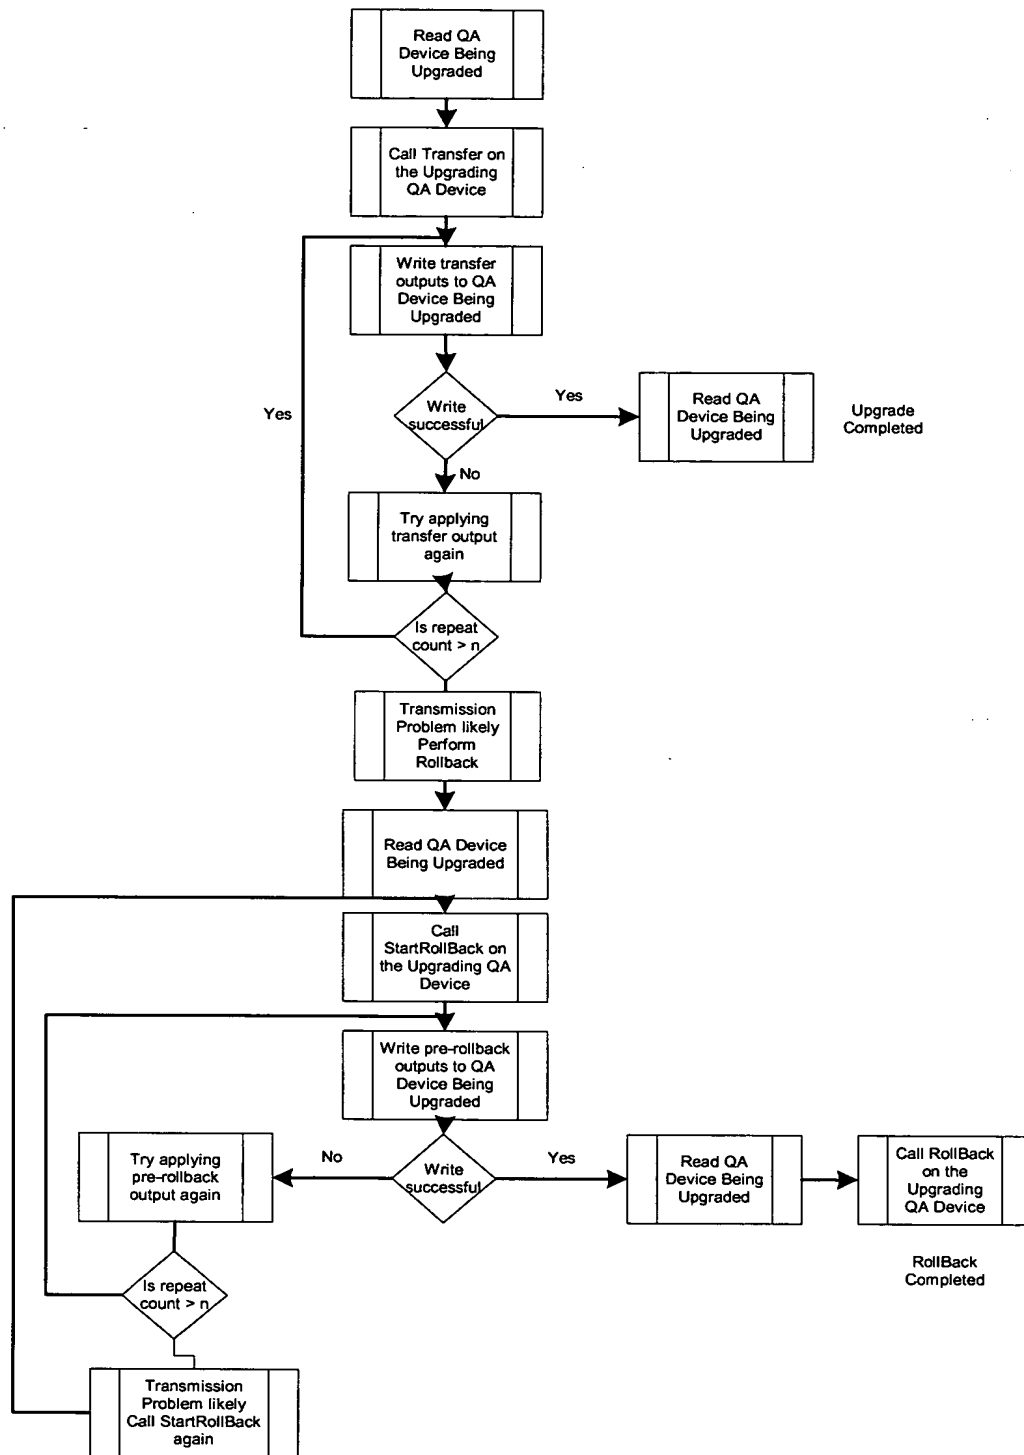 Read QA
Device Being
Upgraded
Call Transfer on
the Upgrading
QA Device
Write transfer
outputs to QA
Device Being
Upgraded
Yes
Write
successful
Yes
Read QA
Device Being
Upgraded
Upgrade
Completed
No
Try applying
transfer output
again
Is repeat
count > n
Transmission
Problem likely
Perform
Rollback
Read QA Device
Being Upgraded
Call
StartRollBack on
the Upgrading QA
Device
Write pre-rollback
outputs to QA
Device Being
Upgraded
Try applying
pre-rollback
output again
No
Write
successful
Yes
Read QA
Device Being
Upgraded
Call RollBack
on the
Upgrading
QA Device
RollBack
Completed
Is repeat
count > n
Transmission
Problem likely
Call StartRollBack
again